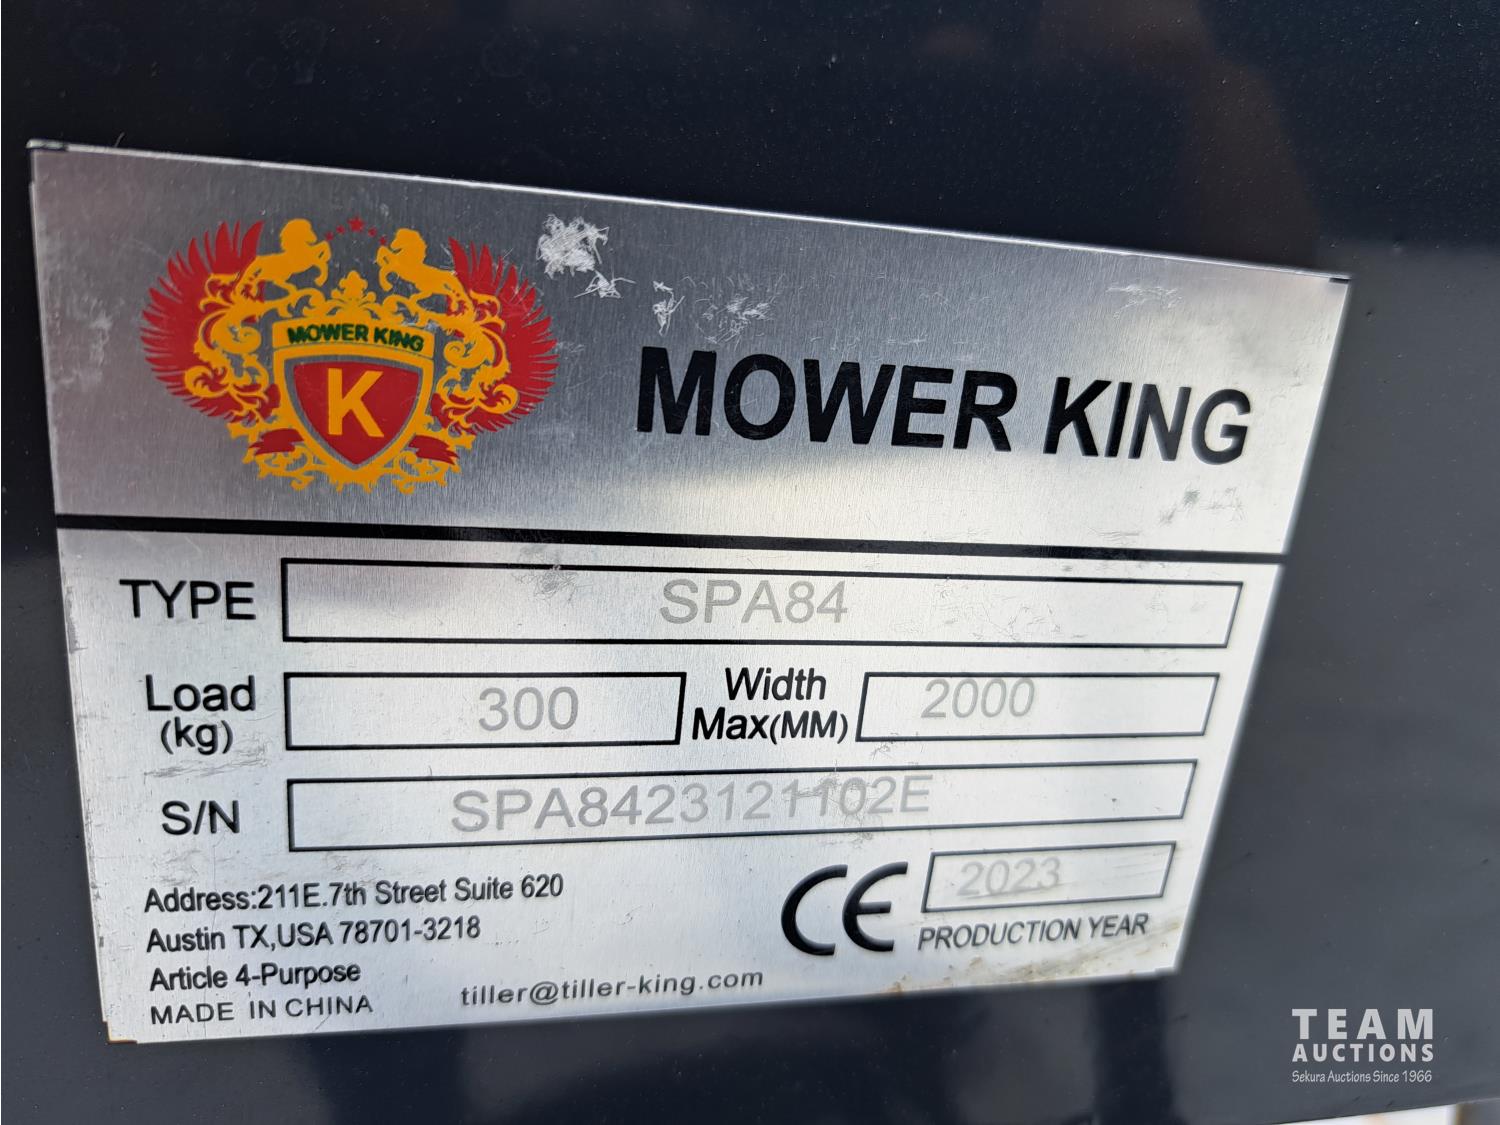 MOWER KING
K
MOWER KING
TYPE SPA84
Load (kg) 300 Width Max(MM) 2000
S/N SPA8423121102E
Address:211E.7th Street Suite 620
Austin TX,USA 78701-3218
Article 4-Purpose
MADE IN CHINA
tiller@tiller-king.com
CE
2023
PRODUCTION YEAR
TEAM
AUCTIONS
Sekura Auctions Since 1966